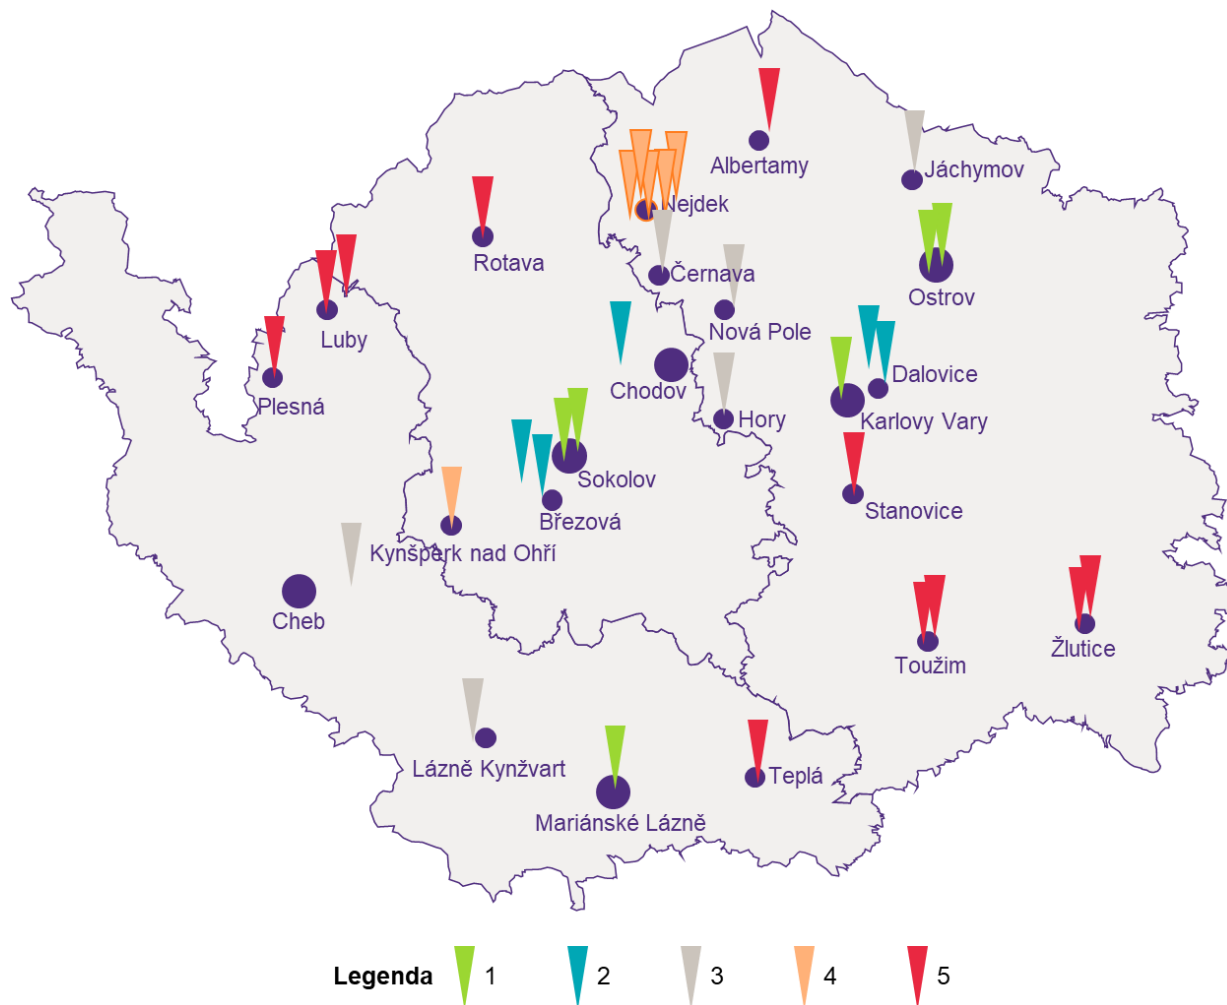 Albertamy
Jáchymov
Nejdek
Rotava
Černava
Ostrov
Luby
Nová Pole
Chodov
Dalovice
Plesná
Hory
Karlovy Vary
Sokolov
Stanovice
Březová
Kynšperk nad Ohří
Cheb
Toužim
Žlutice
Lázně Kynžvart
Teplá
Mariánské Lázně
Legenda 1 2 3 4 5